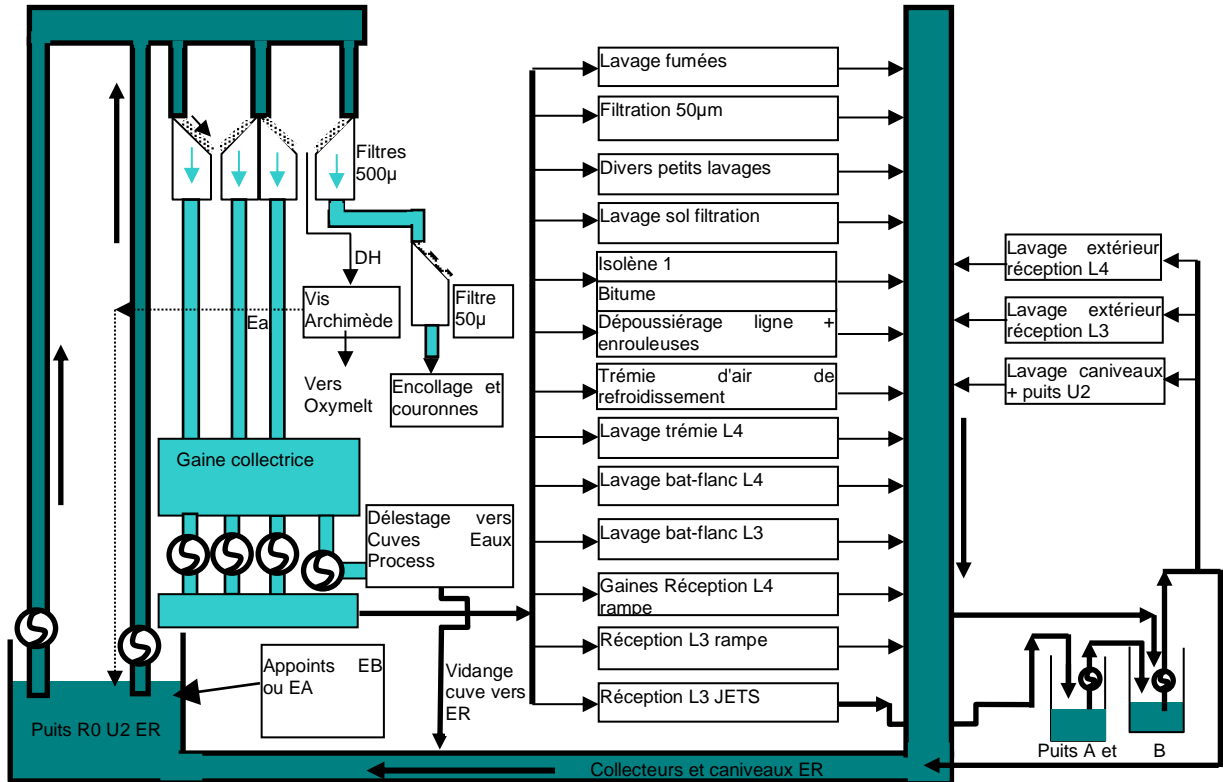 Filtres
500µ
DH
Vis
Archimède
Ea
Filtre
50µ
Vers
Oxymelt
Encollage et
couronnes
Gaine collectrice
Délestage vers
Cuves Eaux
Process
Appoints EB
ou EA
Vidange
cuve vers
ER
Puits R0 U2 ER
Lavage fumées
Filtration 50µm
Divers petits lavages
Lavage sol filtration
Isolène 1
Bitume
Dépoussiérage ligne +
enrouleuses
Trémie d'air de
refroidissement
Lavage trémie L4
Lavage bat-flanc L4
Lavage bat-flanc L3
Gaines Réception L4
rampe
Réception L3 rampe
Réception L3 JETS
Lavage extérieur
réception L4
Lavage extérieur
réception L3
Lavage caniveaux
+ puits U2
Puits A et B
Collecteurs et caniveaux ER